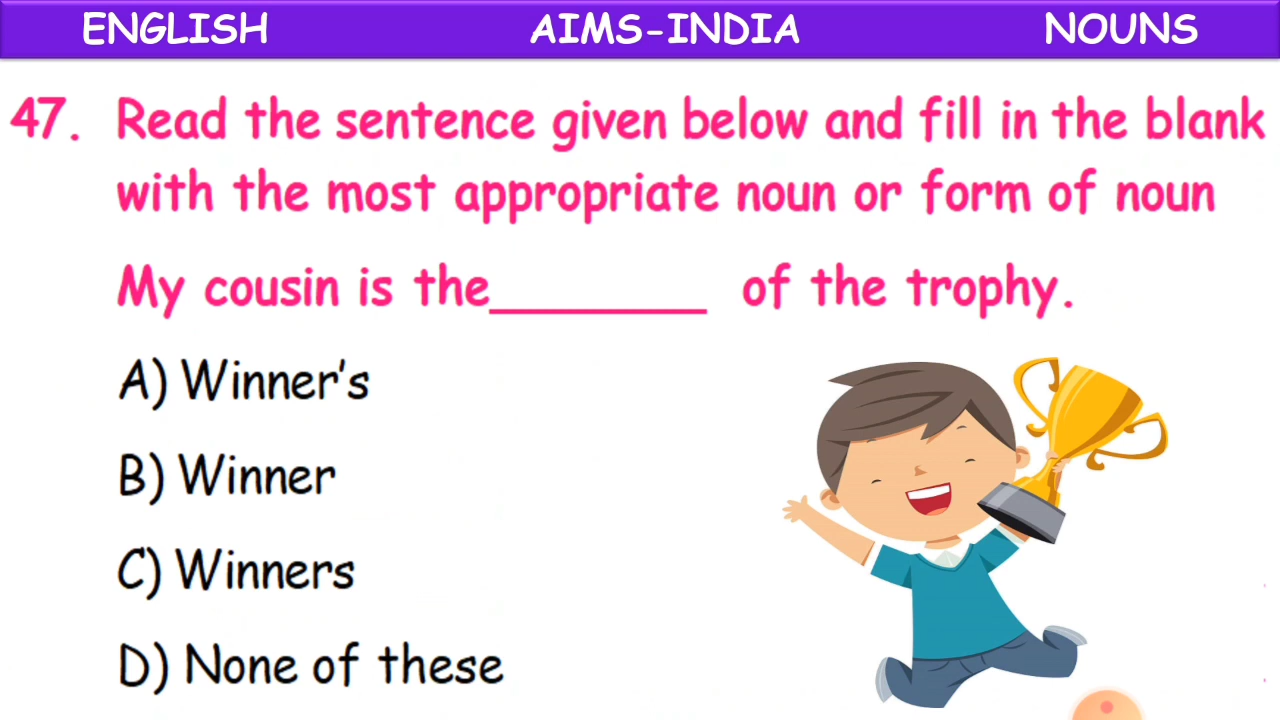 ENGLISH AIMS-INDIA NOUNS
47. Read the sentence given below and fill in the blank
with the most appropriate noun or form of noun
My cousin is the________ of the trophy.
A) Winner's
B) Winner
C) Winners
D) None of these